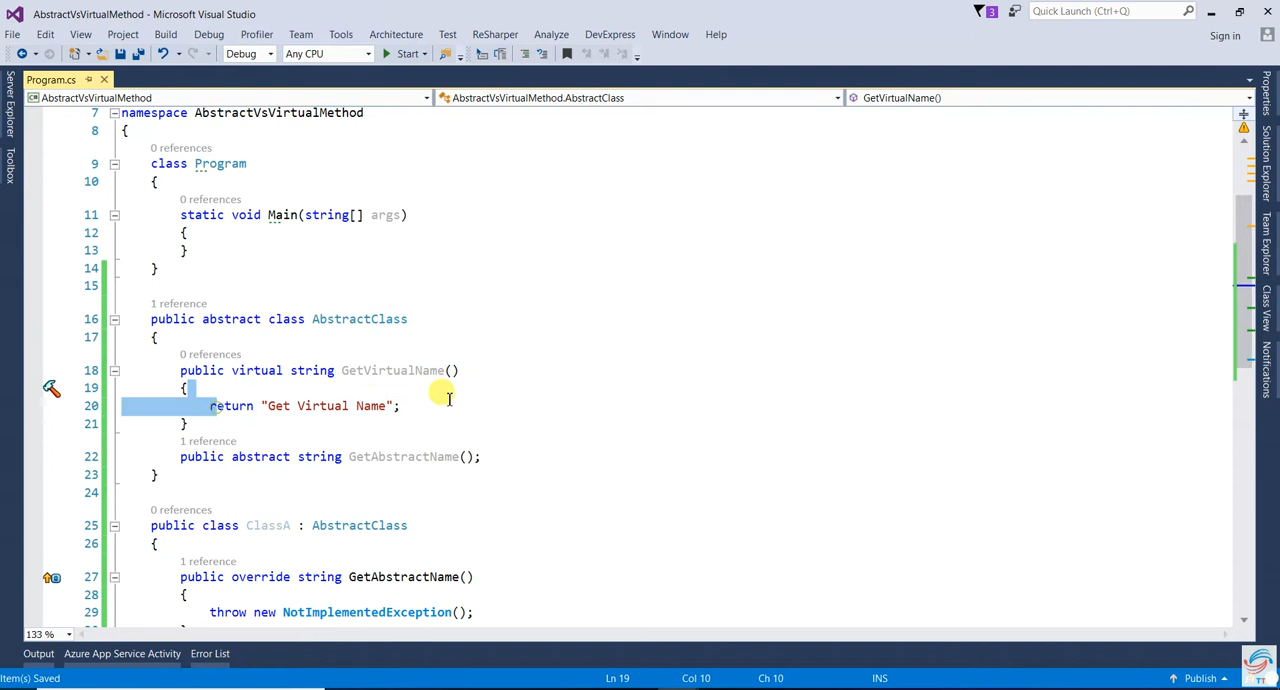 AbstractVsVirtualMethod - Microsoft Visual Studio
3
Quick Launch (Ctrl+Q)
File Edit View Project Build Debug Profiler Team Tools Architecture Test ReSharper Analyze DevExpress Window Help
Sign in
Debug Any CPU Start
Program.cs
AbstractVsVirtualMethod AbstractVsVirtualMethod.AbstractClass GetVirtualName()
Server Explorer
Toolbox
Properties
Solution Explorer
Team Explorer
Class View
Notifications
7 namespace AbstractVsVirtualMethod
8 {
0 references
9 class Program
10 {
0 references
11 static void Main(string[] args)
12 {
13 }
14 }
15
1 reference
16 public abstract class AbstractClass
17 {
0 references
18 public virtual string GetVirtualName()
19 {
20 return "Get Virtual Name";
21 }
1 reference
22 public abstract string GetAbstractName();
23 }
24
0 references
25 public class ClassA : AbstractClass
26 {
1 reference
27 public override string GetAbstractName()
28 {
29 throw new NotImplementedException();
133 %
Output Azure App Service Activity Error List
Item(s) Saved Ln 19 Col 10 Ch 10 INS Publish
TT